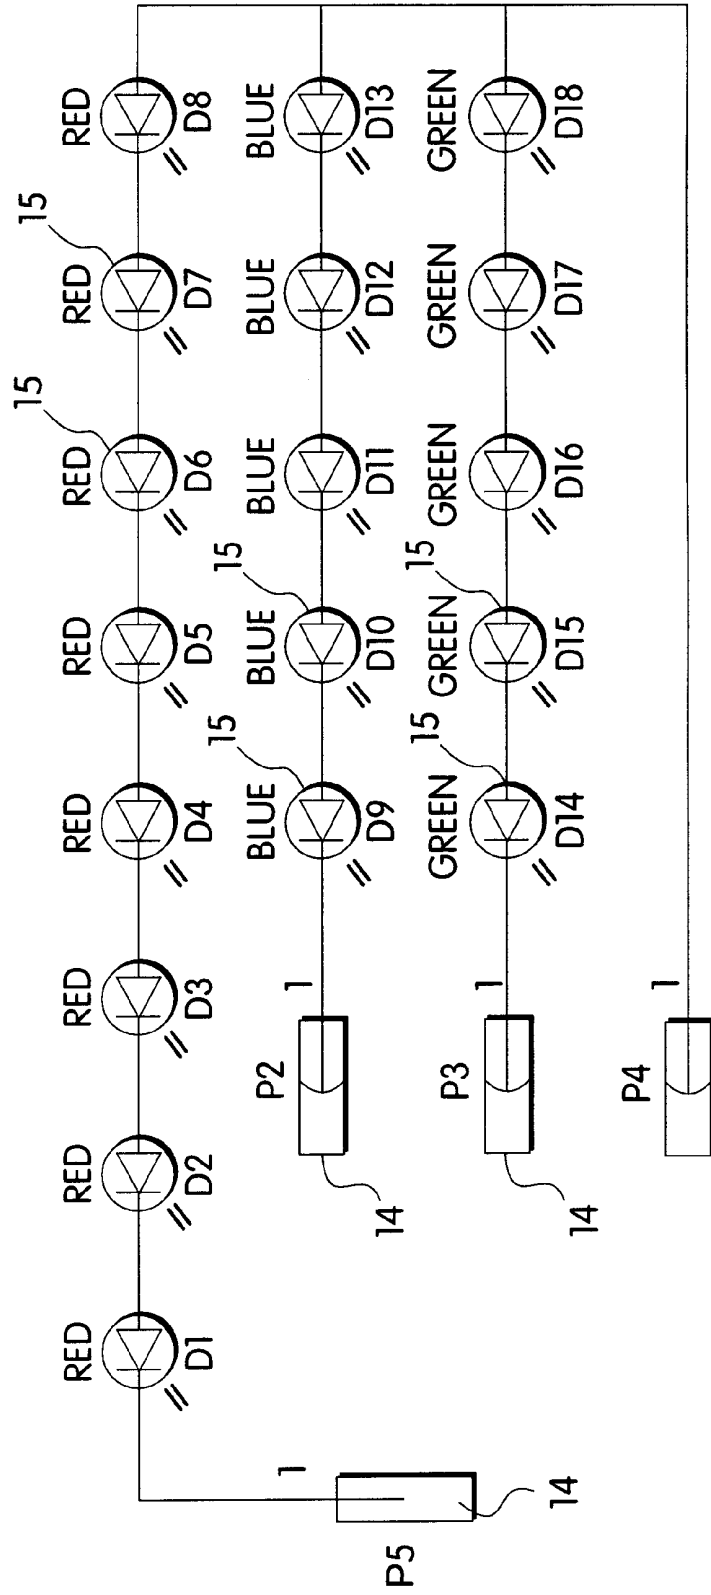 15 15
RED RED RED RED RED RED RED RED
D1 D2 D3 D4 D5 D6 D7 D8
15 15
P2 BLUE BLUE BLUE BLUE BLUE
1 1
P5 14 D9 D10 D11 D12 D13
15 15
P3 GREEN GREEN GREEN GREEN GREEN
1
14 14 D14 D15 D16 D17 D18
P4 1